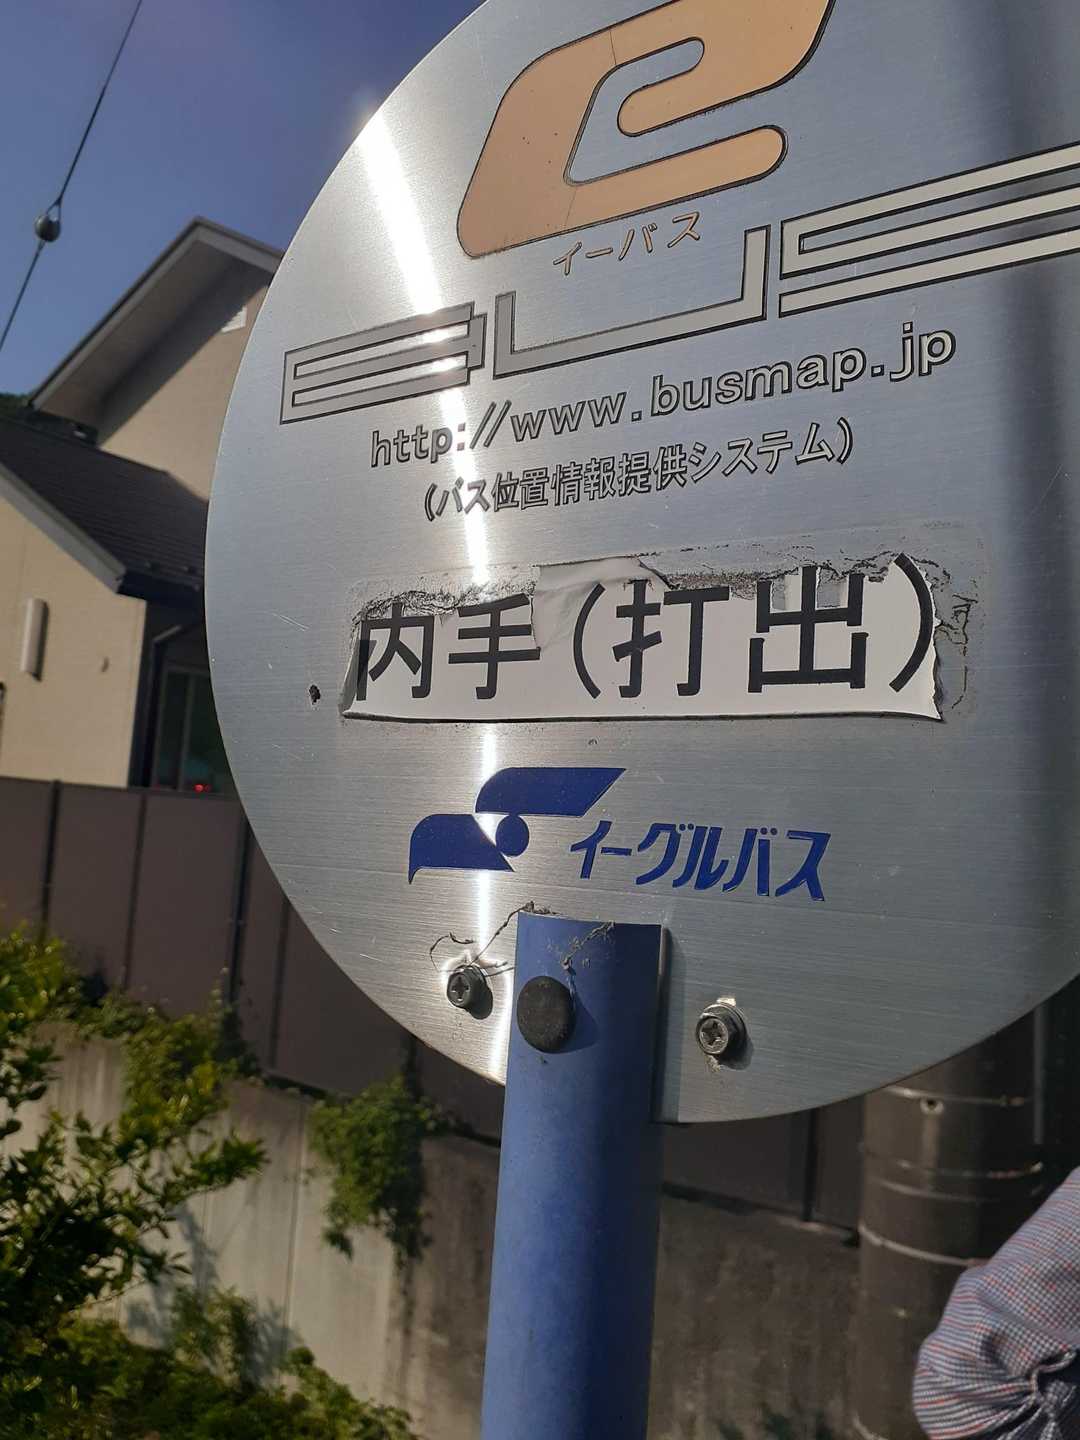 e
イーバス
BUS
http://www.busmap.jp
(バス位置情報提供システム)
内手(打出)
イーグルバス